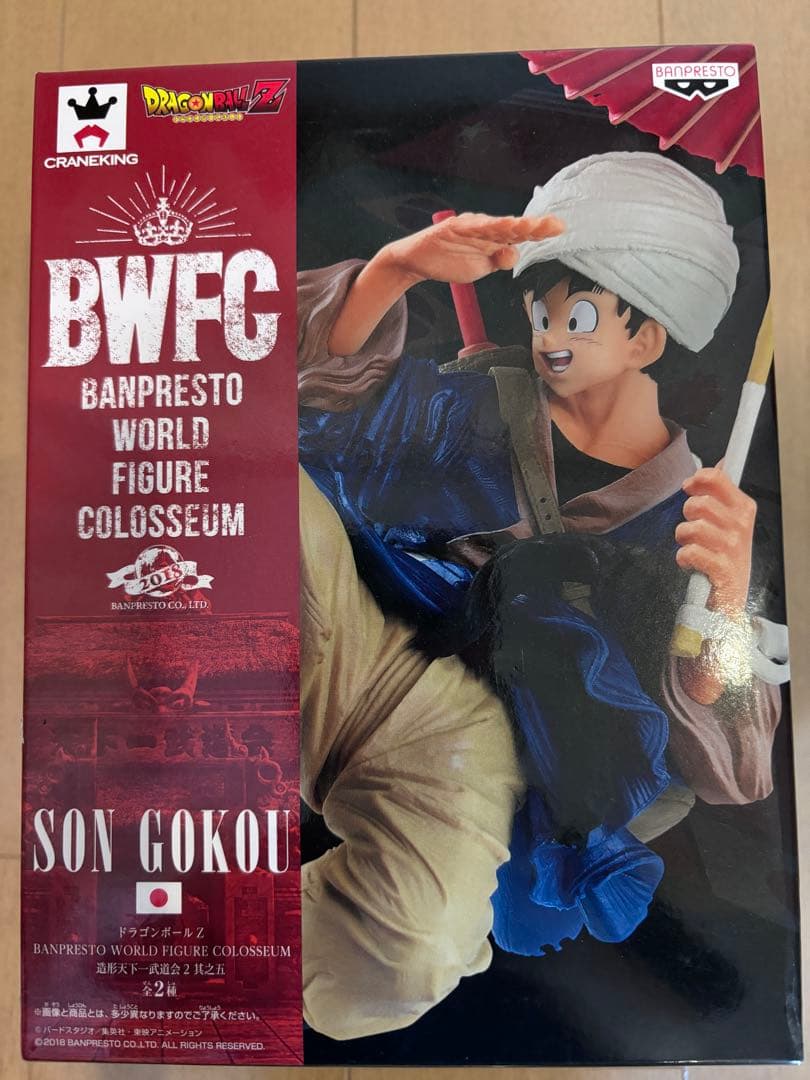 CRANEKING
DRAGONBALL Z
BANPRESTO
BWFC
BANPRESTO
WORLD
FIGURE
COLOSSEUM
2018
BANPRESTO CO., LTD.
SON GOKOU
ドラゴンボール Z
BANPRESTO WORLD FIGURE COLOSSEUM
造形天下一武道会 2 其之五
全2種
※画像と商品とは、多少異なりますのでご了承ください。
© バードスタジオ／集英社・東映アニメーション
©2018 BANPRESTO CO.,LTD. ALL RIGHTS RESERVED.